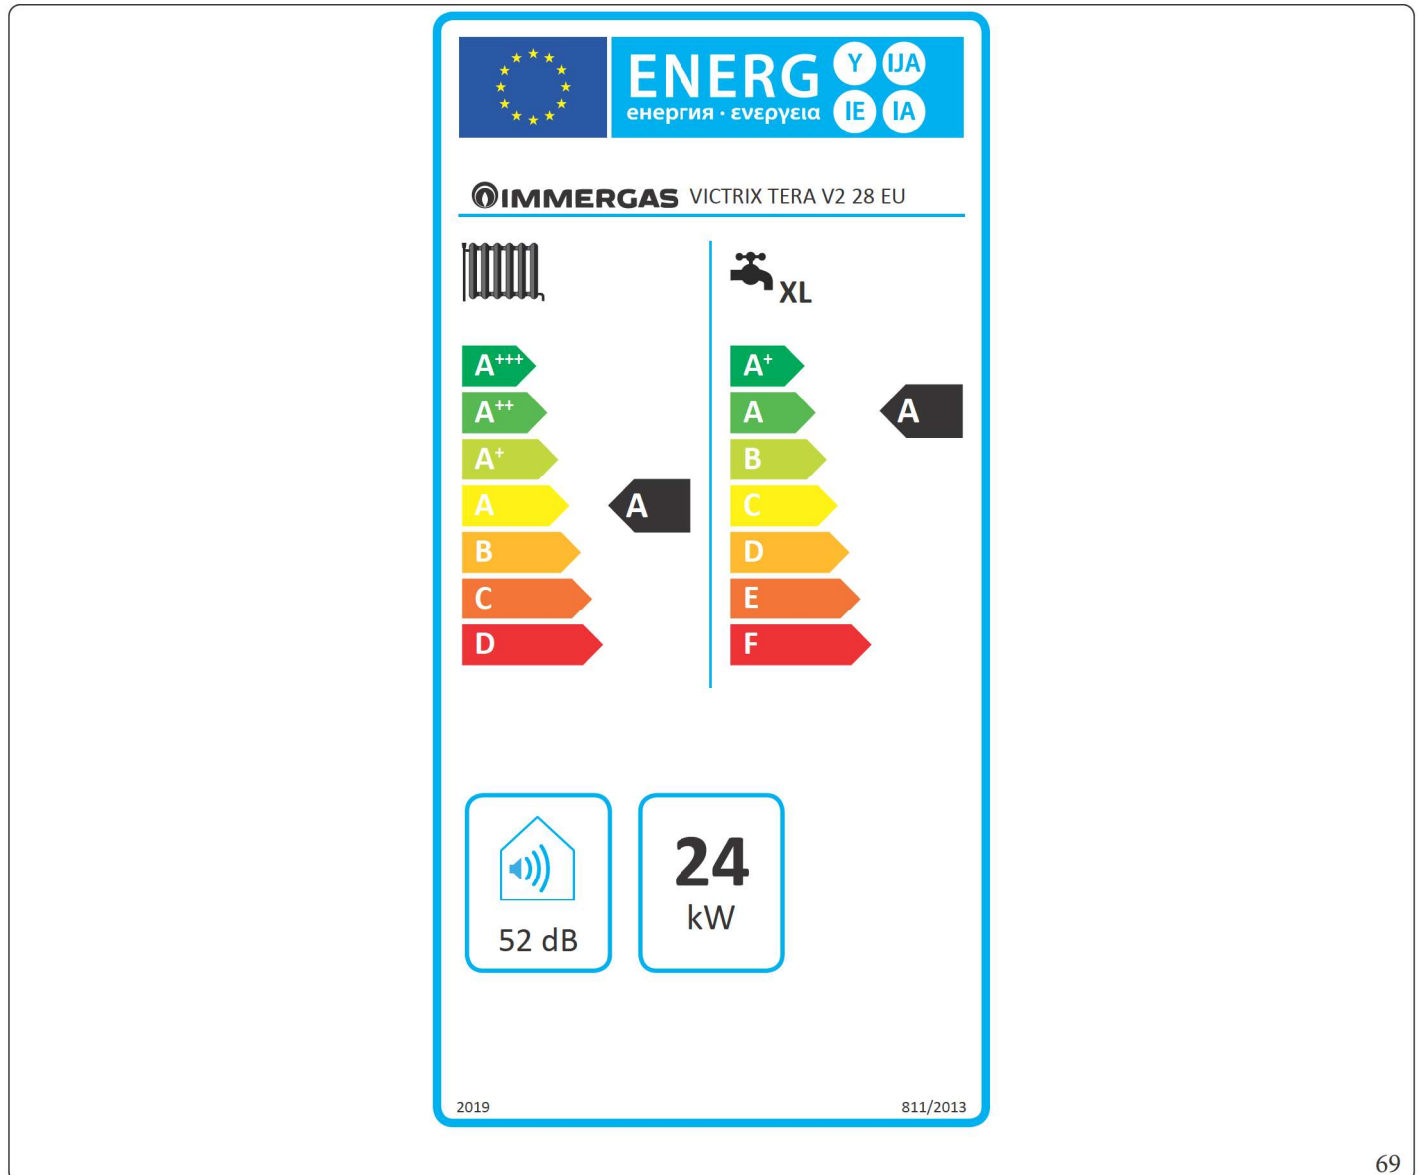 ENERG Y IJA
енергия · ενεργεια IE IA
IMMERGAS VICTRIX TERA V2 28 EU
XL
A+++
A++
A+
A
B
C
D
A
A+
A
B
C
D
E
F
A
52 dB
24
kW
2019
811/2013
69